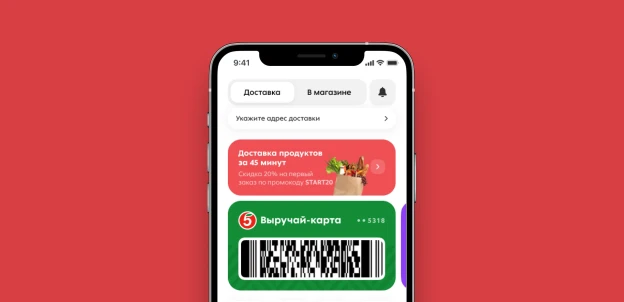 9:41
Доставка
В магазине
Укажите адрес доставки
Доставка продуктов
за 45 минут
Скидка 20% на первый
заказ по промокоду START20
5 Выручай-карта
5318